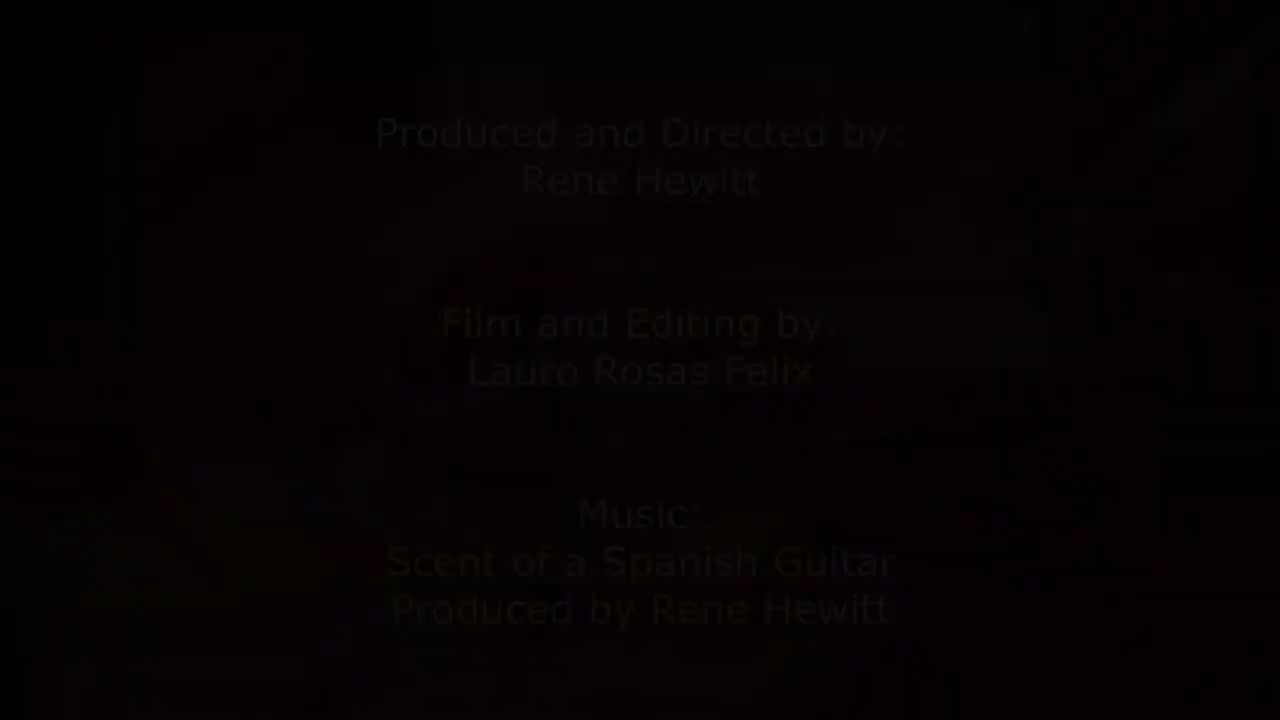 Produced and Directed by:
Rene Hewitt
Film and Editing by:
Lauro Rosas Felix
Music:
Scent of a Spanish Guitar
Produced by Rene Hewitt